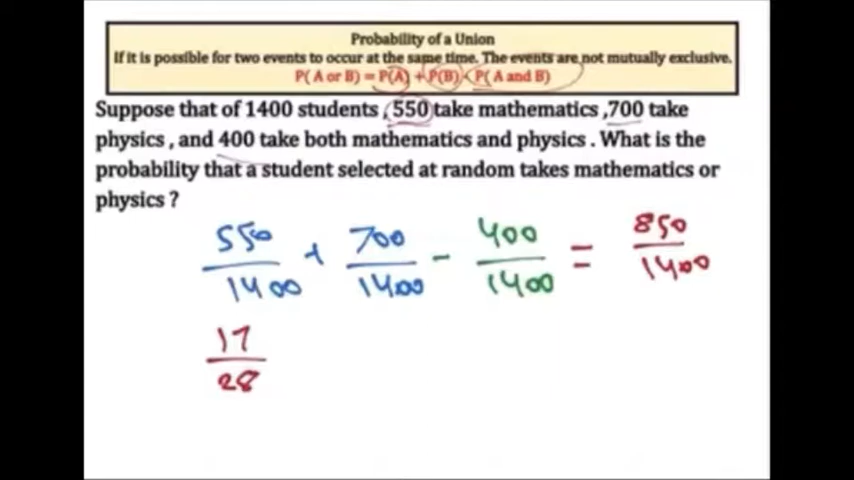 Probability of a Union
If it is possible for two events to occur at the same time. The events are not mutually exclusive.
P( A or B) = P(A) + P(B) - P( A and B)
Suppose that of 1400 students , 550 take mathematics ,700 take
physics , and 400 take both mathematics and physics . What is the
probability that a student selected at random takes mathematics or
physics ?
550/1400 + 700/1400 - 400/1400 = 850/1400
17/28